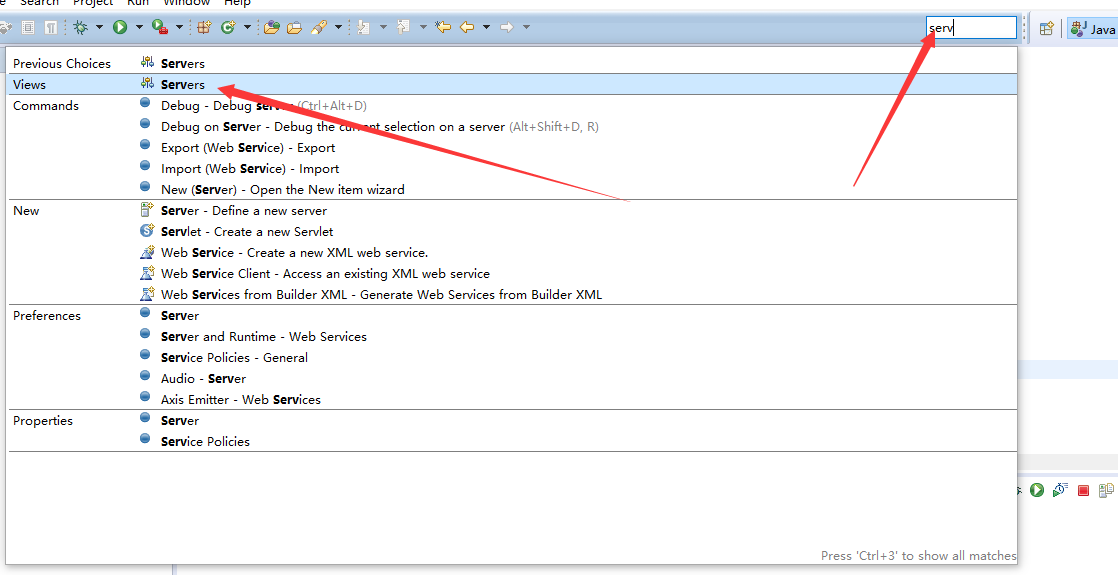 Search Project Run Window Help
serv
Java
Previous Choices Servers
Views Servers
Commands Debug - Debug server (Ctrl+Alt+D)
Debug on Server - Debug the current selection on a server (Alt+Shift+D, R)
Export (Web Service) - Export
Import (Web Service) - Import
New (Server) - Open the New item wizard
New Server - Define a new server
Servlet - Create a new Servlet
Web Service - Create a new XML web service.
Web Service Client - Access an existing XML web service
Web Services from Builder XML - Generate Web Services from Builder XML
Preferences Server
Server and Runtime - Web Services
Service Policies - General
Audio - Server
Axis Emitter - Web Services
Properties Server
Service Policies
Press 'Ctrl+3' to show all matches